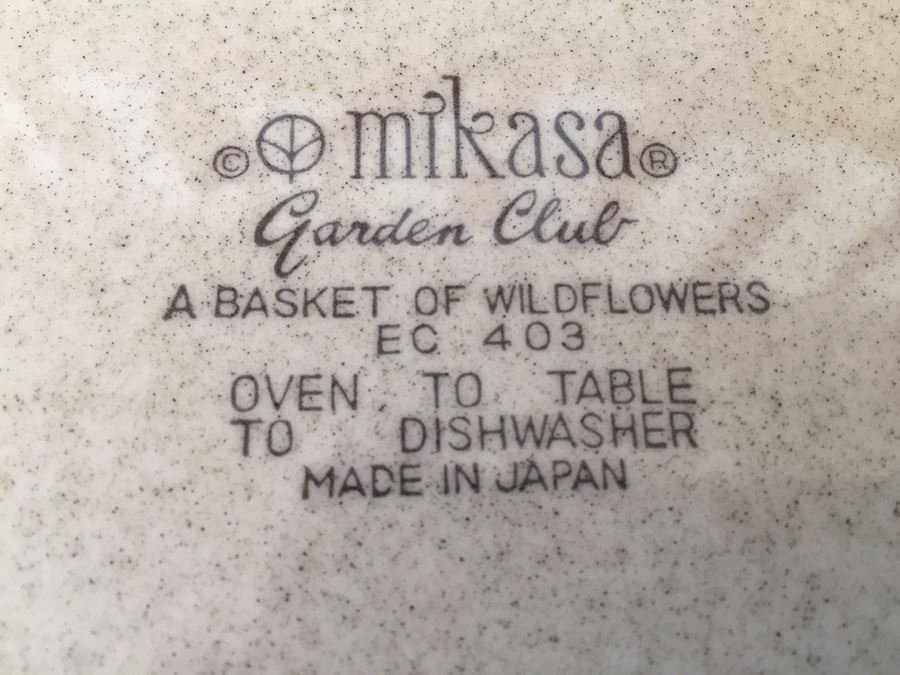 © mikasa ®
Garden Club
A BASKET OF WILDFLOWERS
EC 403
OVEN TO TABLE
TO DISHWASHER
MADE IN JAPAN